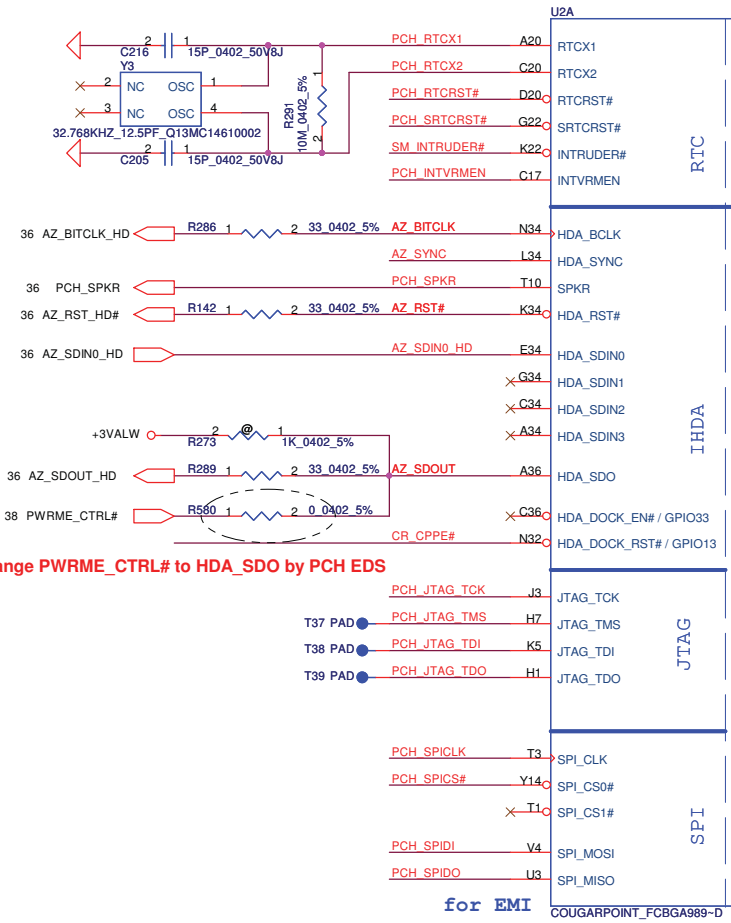 U2A
C216 2 1 15P_0402_50V8J PCH_RTCX1 A20 RTCX1
Y3
2 NC OSC 1 PCH_RTCX2 C20 RTCX2
PCH_RTCRST# D20 RTCRST#
3 NC OSC 4 R291 10M_0402_5% 1 2 PCH_SRTCRST# G22 SRTCRST#
32.768KHZ_12.5PF_Q13MC14610002
C205 2 1 15P_0402_50V8J SM_INTRUDER# K22 INTRUDER#
PCH_INTVRMEN C17 INTVRMEN
RTC
36 AZ_BITCLK_HD R286 1 2 33_0402_5% AZ_BITCLK N34 HDA_BCLK
AZ_SYNC L34 HDA_SYNC
36 PCH_SPKR PCH_SPKR T10 SPKR
36 AZ_RST_HD# R142 1 2 33_0402_5% AZ_RST# K34 HDA_RST#
36 AZ_SDIN0_HD AZ_SDIN0_HD E34 HDA_SDIN0
G34 HDA_SDIN1
C34 HDA_SDIN2
+3VALW R273 2 @ 1 1K_0402_5% A34 HDA_SDIN3
IHDA
36 AZ_SDOUT_HD R289 1 2 33_0402_5% AZ_SDOUT A36 HDA_SDO
38 PWRME_CTRL# R580 1 2 0_0402_5% C36 HDA_DOCK_EN# / GPIO33
CR_CPPE# N32 HDA_DOCK_RST# / GPIO13
ange PWRME_CTRL# to HDA_SDO by PCH EDS
PCH_JTAG_TCK J3 JTAG_TCK
T37 PAD PCH_JTAG_TMS H7 JTAG_TMS
T38 PAD PCH_JTAG_TDI K5 JTAG_TDI
T39 PAD PCH_JTAG_TDO H1 JTAG_TDO
JTAG
PCH_SPICLK T3 SPI_CLK
PCH_SPICS# Y14 SPI_CS0#
T1 SPI_CS1#
SPI
PCH_SPIDI V4 SPI_MOSI
PCH_SPIDO U3 SPI_MISO
for EMI COUGARPOINT_FCBGA989~D